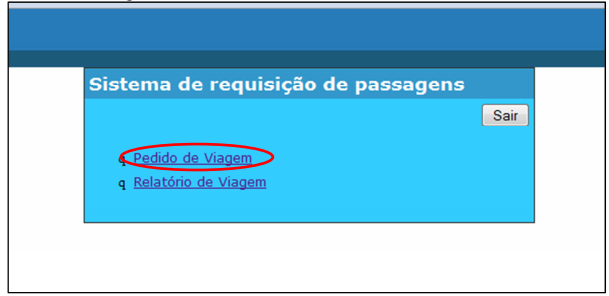 Sistema de requisição de passagens
Sair
q Pedido de Viagem
q Relatório de Viagem